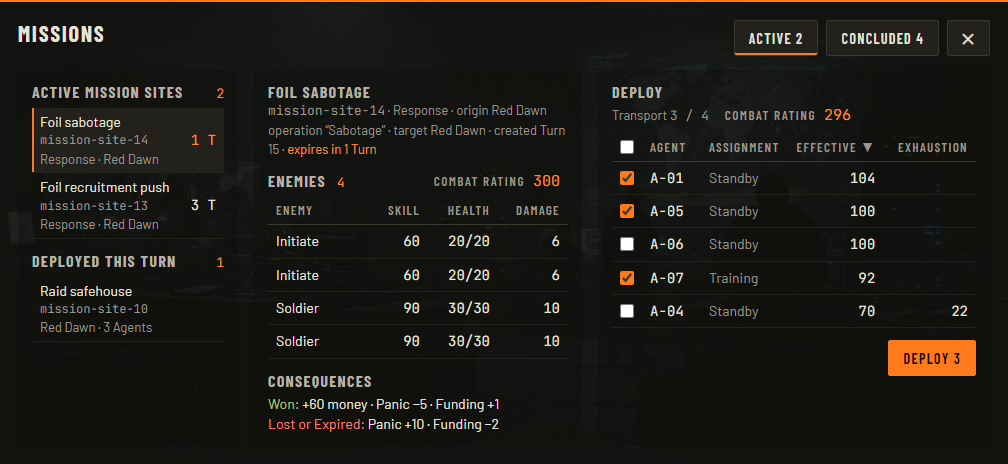 MISSIONS
ACTIVE 2
CONCLUDED 4
✕
ACTIVE MISSION SITES 2
Foil sabotage
mission-site-14 1 T
Response · Red Dawn
Foil recruitment push
mission-site-13 3 T
Response · Red Dawn
DEPLOYED THIS TURN 1
Raid safehouse
mission-site-10
Red Dawn · 3 Agents
FOIL SABOTAGE
mission-site-14 · Response · origin Red Dawn
operation “Sabotage” · target Red Dawn · created Turn
15 · expires in 1 Turn
ENEMIES 4 COMBAT RATING 300
ENEMY SKILL HEALTH DAMAGE
Initiate 60 20/20 6
Initiate 60 20/20 6
Soldier 90 30/30 10
Soldier 90 30/30 10
CONSEQUENCES
Won: +60 money · Panic −5 · Funding +1
Lost or Expired: Panic +10 · Funding −2
DEPLOY
Transport 3 / 4 COMBAT RATING 296
AGENT ASSIGNMENT EFFECTIVE ▼ EXHAUSTION
A-01 Standby 104
A-05 Standby 100
A-06 Standby 100
A-07 Training 92
A-04 Standby 70 22
DEPLOY 3